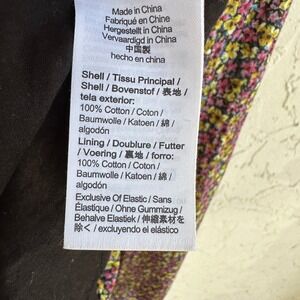 Made in China
Fabriqué en Chine
Hergestellt in China
Vervaardigd in China
中国製
hecho en china
Shell / Tissu Principal /
Shell / Bovenstof / 表地 /
tela exterior:
100% Cotton / Coton /
Baumwolle / Katoen / 綿 /
algodón
Lining / Doublure / Futter
/ Voering / 裏地 / forro:
100% Cotton / Coton /
Baumwolle / Katoen / 綿 /
algodón
Exclusive Of Elastic / Sans
Élastique / Ohne Gummizug /
Behalve Elastiek / 伸縮素材を
除く / excluyendo el elástico